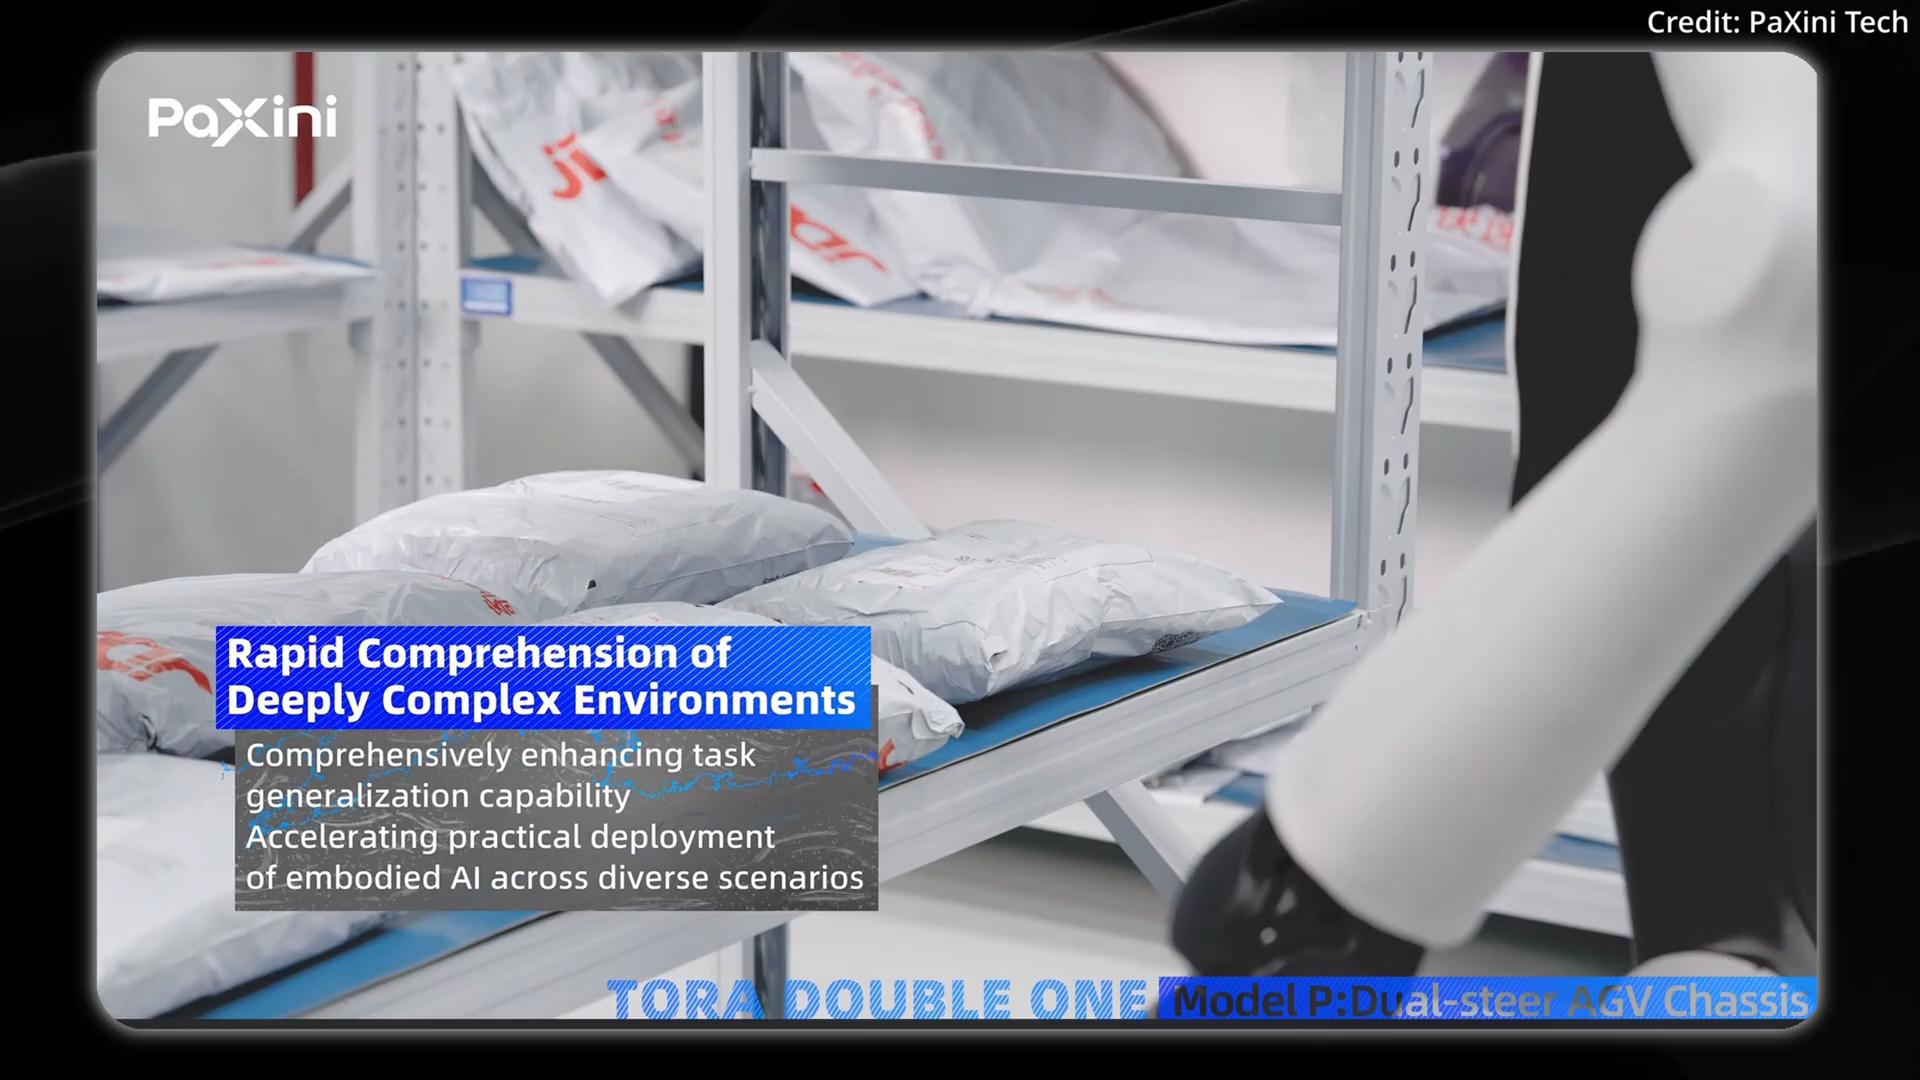 Credit: PaXini Tech
PaXini
Rapid Comprehension of
Deeply Complex Environments
Comprehensively enhancing task
generalization capability
Accelerating practical deployment
of embodied AI across diverse scenarios
TORA DOUBLE ONE Model P:Dual-steer AGV Chassis